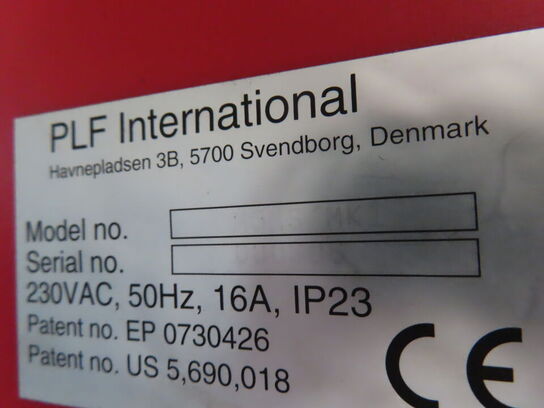 PLF International
Havnepladsen 3B, 5700 Svendborg, Denmark
Model no.
Serial no.
230VAC, 50Hz, 16A, IP23
Patent no. EP 0730426
Patent no. US 5,690,018
CE